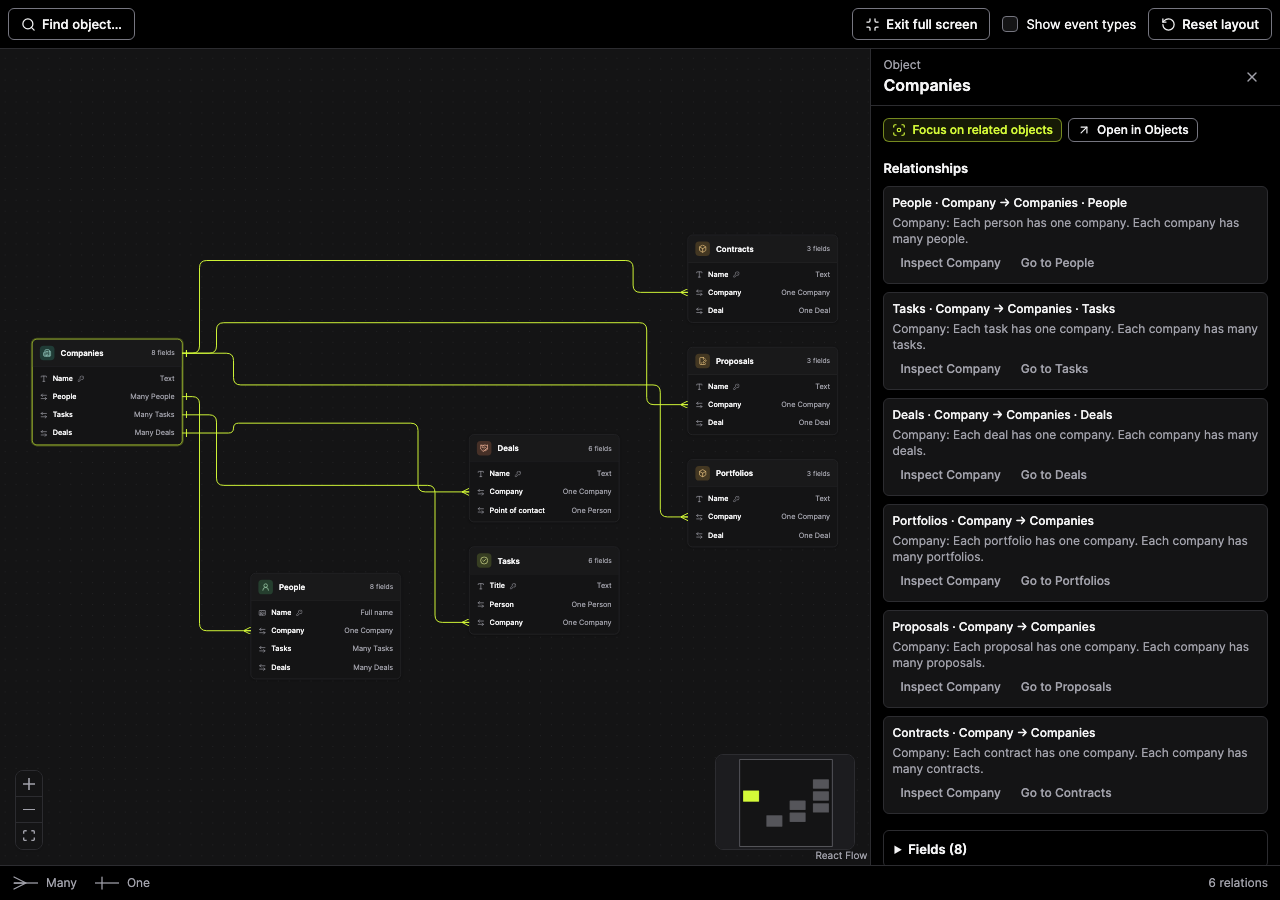 Find object...
Exit full screen
Show event types
Reset layout
Object
Companies
Focus on related objects
Open in Objects
Relationships
People · Company → Companies · People
Company: Each person has one company. Each company has
many people.
Inspect Company Go to People
Tasks · Company → Companies · Tasks
Company: Each task has one company. Each company has many
tasks.
Inspect Company Go to Tasks
Deals · Company → Companies · Deals
Company: Each deal has one company. Each company has many
deals.
Inspect Company Go to Deals
Portfolios · Company → Companies
Company: Each portfolio has one company. Each company has
many portfolios.
Inspect Company Go to Portfolios
Proposals · Company → Companies
Company: Each proposal has one company. Each company has
many proposals.
Inspect Company Go to Proposals
Contracts · Company → Companies
Company: Each contract has one company. Each company has
many contracts.
Inspect Company Go to Contracts
Fields (8)
Companies 8 fields
Name Text
People Many People
Tasks Many Tasks
Deals Many Deals
Contracts 3 fields
Name Text
Company One Company
Deal One Deal
Proposals 3 fields
Name Text
Company One Company
Deal One Deal
Portfolios 3 fields
Name Text
Company One Company
Deal One Deal
Deals 6 fields
Name Text
Company One Company
Point of contact One Person
Tasks 6 fields
Title Text
Person One Person
Company One Company
People 8 fields
Name Full name
Company One Company
Tasks Many Tasks
Deals Many Deals
React Flow
Many One
6 relations